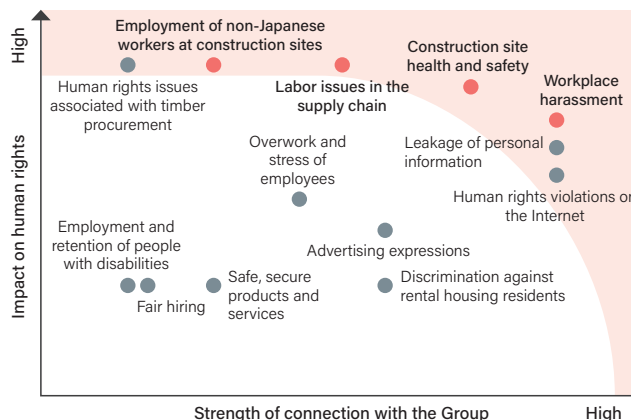 High
Impact on human rights
Employment of non-Japanese
workers at construction sites
Human rights issues
associated with timber
procurement
Labor issues in the
supply chain
Construction site
health and safety
Workplace
harassment
Overwork and
stress of
employees
Leakage of personal
information
Human rights violations on
the Internet
Employment and
retention of people
with disabilities
Fair hiring
Safe, secure
products and
services
Advertising expressions
Discrimination against
rental housing residents
Strength of connection with the Group
High